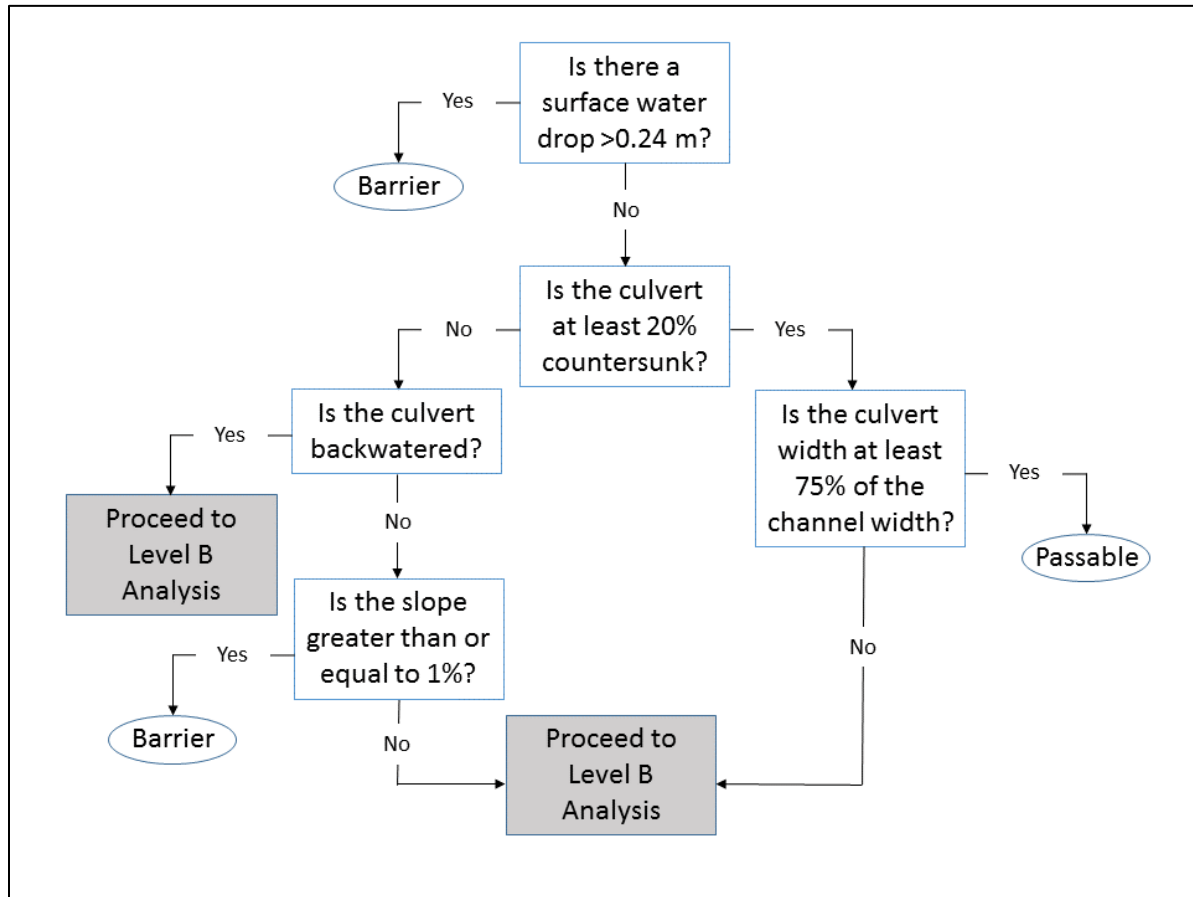 Is there a
surface water
drop >0.24 m?
Yes
Barrier
No
Is the culvert
at least 20%
countersunk?
No
Yes
Is the culvert
backwatered?
Is the culvert
width at least
75% of the
channel width?
Yes
Yes
Proceed to
Level B
Analysis
No
Passable
Is the slope
greater than or
equal to 1%?
Yes
No
Barrier
No
Proceed to
Level B
Analysis